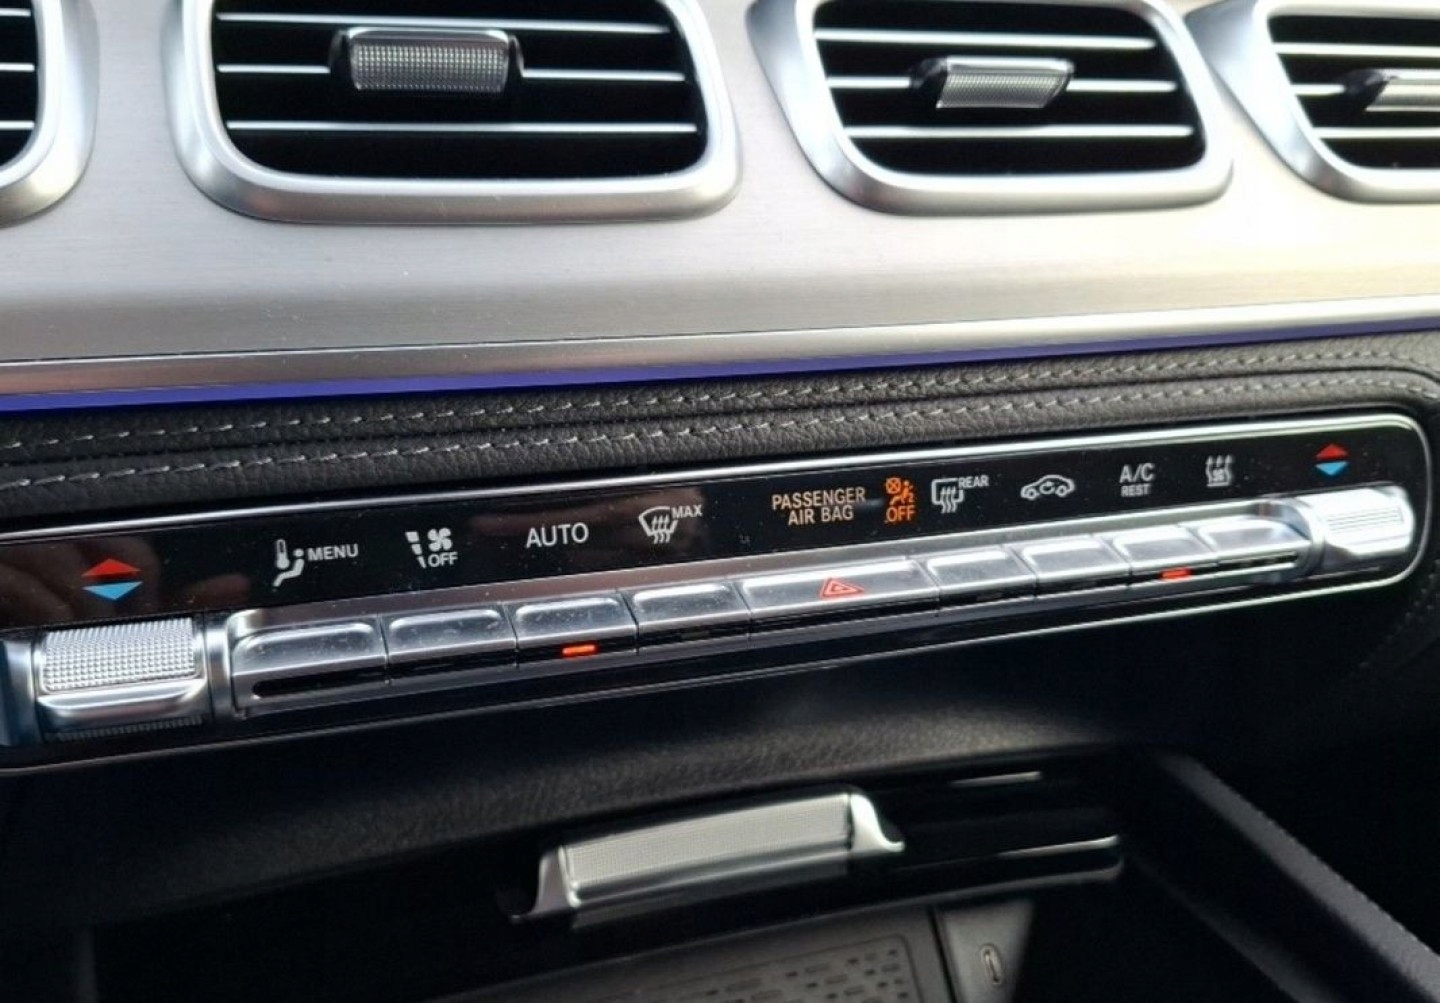 MENU
OFF
AUTO
MAX
PASSENGER
AIR BAG
OFF
REAR
A/C
REST